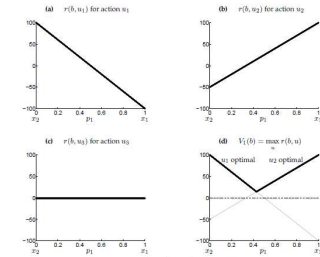 (a) r(b, u₁) for action u₁
100
50
0
−50
−100
0 0.2 0.4 0.6 0.8 1
x₂ p₁ x₁
(b) r(b, u₂) for action u₂
100
50
0
−50
−100
0 0.2 0.4 0.6 0.8 1
x₂ p₁ x₁
(c) r(b, u₃) for action u₃
100
50
0
−50
−100
0 0.2 0.4 0.6 0.8 1
x₂ p₁ x₁
(d) V₁(b) = max r(b, u)
u
u₁ optimal u₂ optimal
100
50
0
−50
−100
0 0.2 0.4 0.6 0.8 1
x₂ p₁ x₁